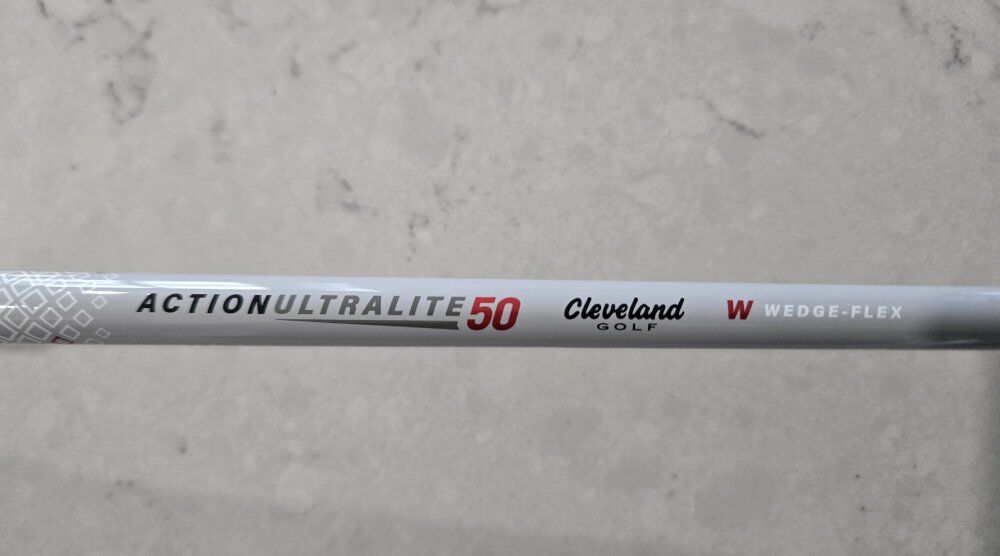 ACTIONULTRALITE50 Cleveland GOLF W WEDGE-FLEX